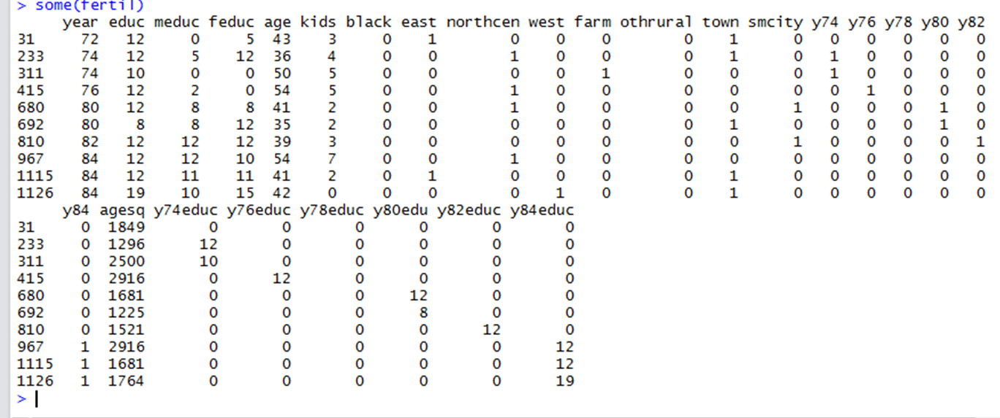 > some(fertil)
year educ meduc feduc age kids black east northcen west farm othrural town smcity y74 y76 y78 y80 y82
31 72 12 0 5 43 3 0 1 0 0 0 0 1 0 0 0 0 0 0
233 74 12 5 12 36 4 0 0 1 0 0 0 1 0 1 0 0 0 0
311 74 10 0 0 50 5 0 0 0 0 1 0 0 0 1 0 0 0 0
415 76 12 2 0 54 5 0 0 1 0 0 0 0 0 0 1 0 0 0
680 80 12 8 8 41 2 0 0 1 0 0 0 0 1 0 0 0 1 0
692 80 8 8 12 35 2 0 0 0 0 0 0 1 0 0 0 0 1 0
810 82 12 12 12 39 3 0 0 0 0 0 0 0 1 0 0 0 0 1
967 84 12 12 10 54 7 0 0 1 0 0 0 0 0 0 0 0 0 0
1115 84 12 11 11 41 2 0 1 0 0 0 0 1 0 0 0 0 0 0
1126 84 19 10 15 42 0 0 0 0 1 0 0 1 0 0 0 0 0 0
y84 agesq y74educ y76educ y78educ y80edu y82educ y84educ
31 0 1849 0 0 0 0 0 0
233 0 1296 12 0 0 0 0 0
311 0 2500 10 0 0 0 0 0
415 0 2916 0 12 0 0 0 0
680 0 1681 0 0 0 12 0 0
692 0 1225 0 0 0 8 0 0
810 0 1521 0 0 0 0 12 0
967 1 2916 0 0 0 0 0 12
1115 1 1681 0 0 0 0 0 12
1126 1 1764 0 0 0 0 0 19
>